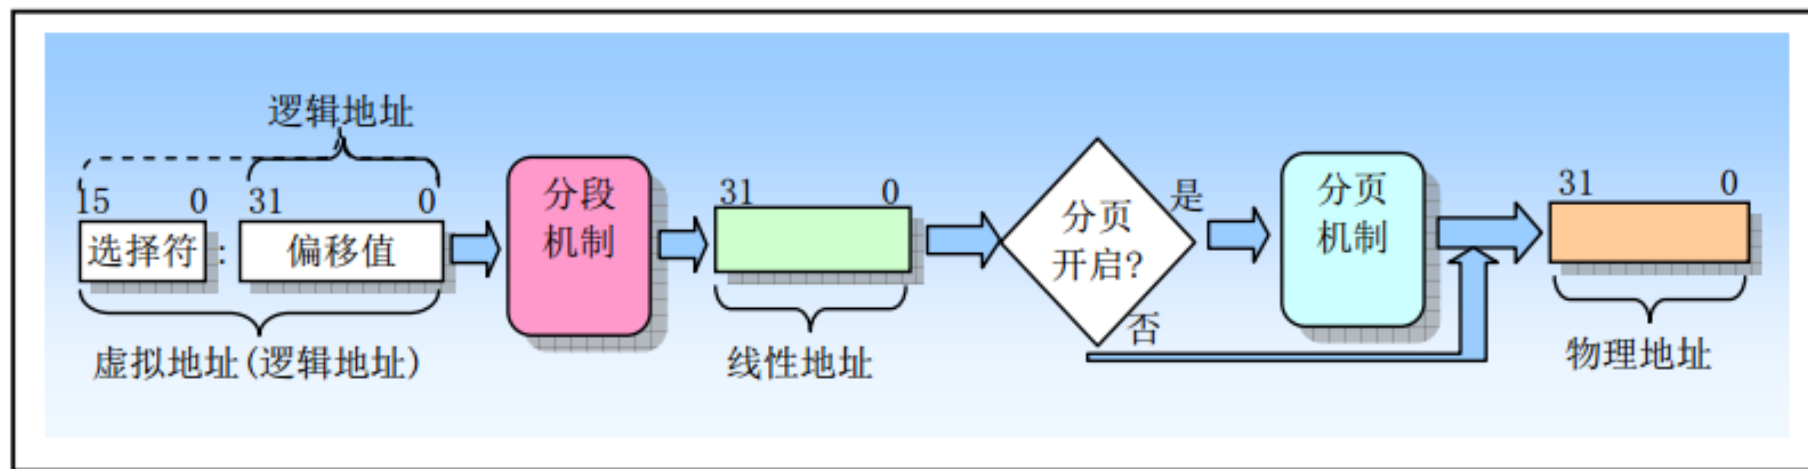 逻辑地址
15 0 31 0
选择符 : 偏移值
虚拟地址(逻辑地址)
分段
机制
31 0
线性地址
分页
开启?
是
否
分页
机制
31 0
物理地址